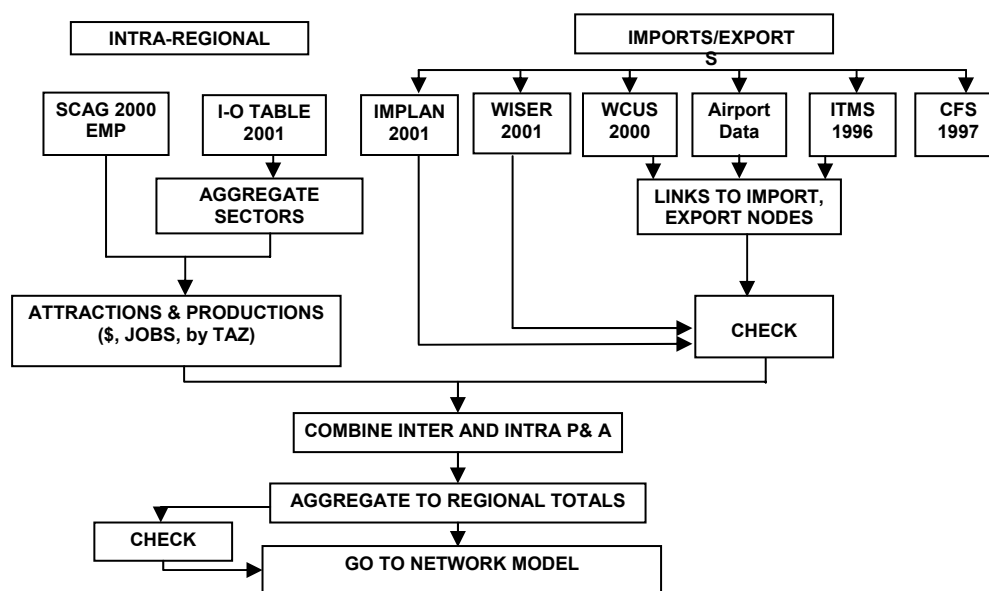 INTRA-REGIONAL
IMPORTS/EXPORT
S
SCAG 2000
EMP
I-O TABLE
2001
IMPLAN
2001
WISER
2001
WCUS
2000
Airport
Data
ITMS
1996
CFS
1997
AGGREGATE
SECTORS
LINKS TO IMPORT,
EXPORT NODES
ATTRACTIONS & PRODUCTIONS
($, JOBS, by TAZ)
CHECK
COMBINE INTER AND INTRA P& A
AGGREGATE TO REGIONAL TOTALS
CHECK
GO TO NETWORK MODEL